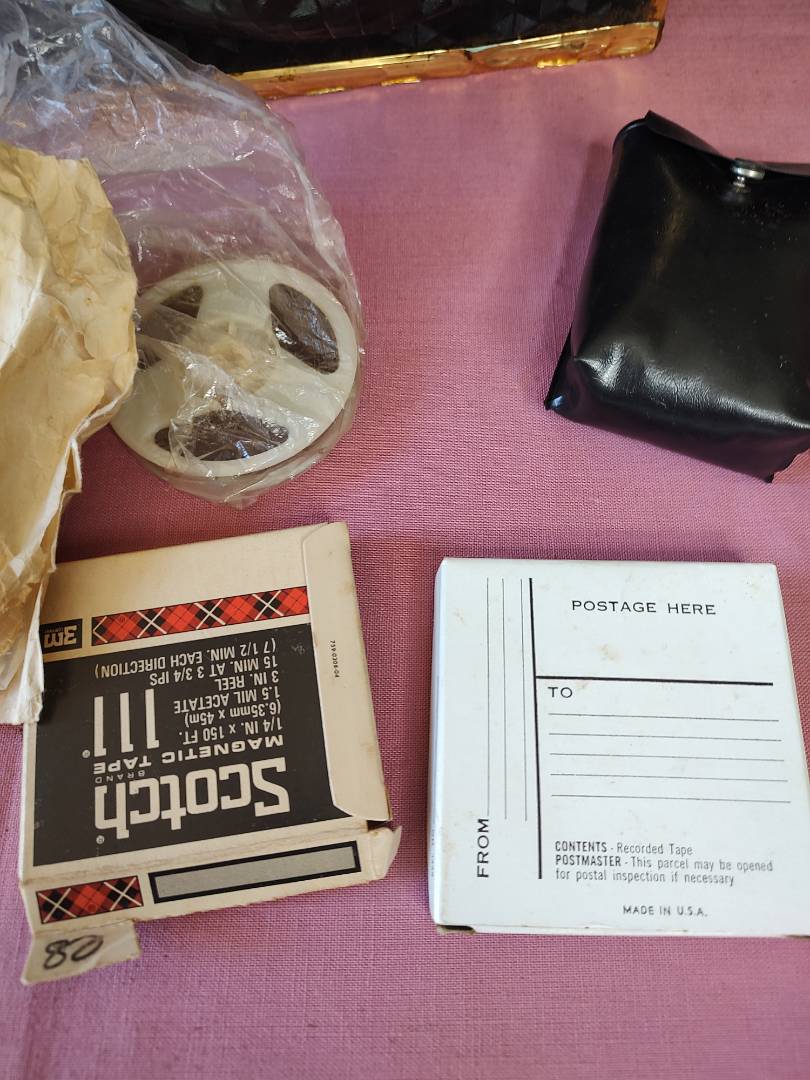 Scotch®
BRAND
MAGNETIC TAPE
111®
1/4 IN. x 150 FT.
(6.35mm x 45m)
1.5 MIL ACETATE
3 IN. REEL
15 MIN. AT 3 3/4 IPS
(7 1/2 MIN. EACH DIRECTION)
3m
80
POSTAGE HERE
TO
FROM
CONTENTS - Recorded Tape
POSTMASTER - This parcel may be opened
for postal inspection if necessary
MADE IN U.S.A.